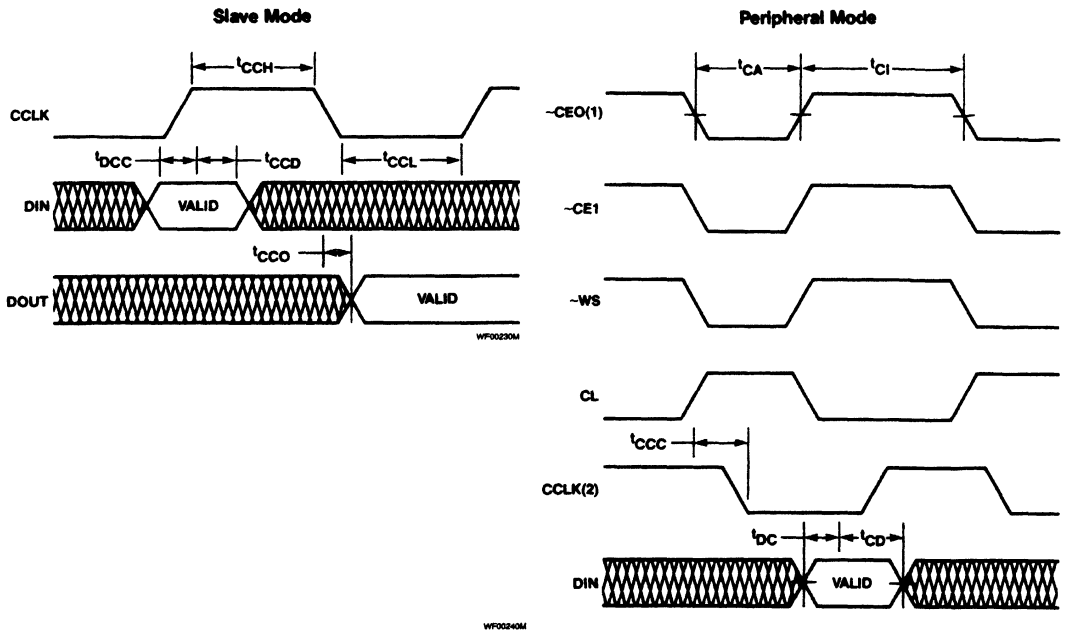 Slave Mode
tCCH
CCLK
tDCC
tCCD
tCCL
DIN
VALID
tCCO
DOUT
VALID
WF00230M
Peripheral Mode
tCA
tCI
~CEO(1)
~CE1
~WS
CL
tCCC
CCLK(2)
tDC
tCD
DIN
VALID
WF00240M